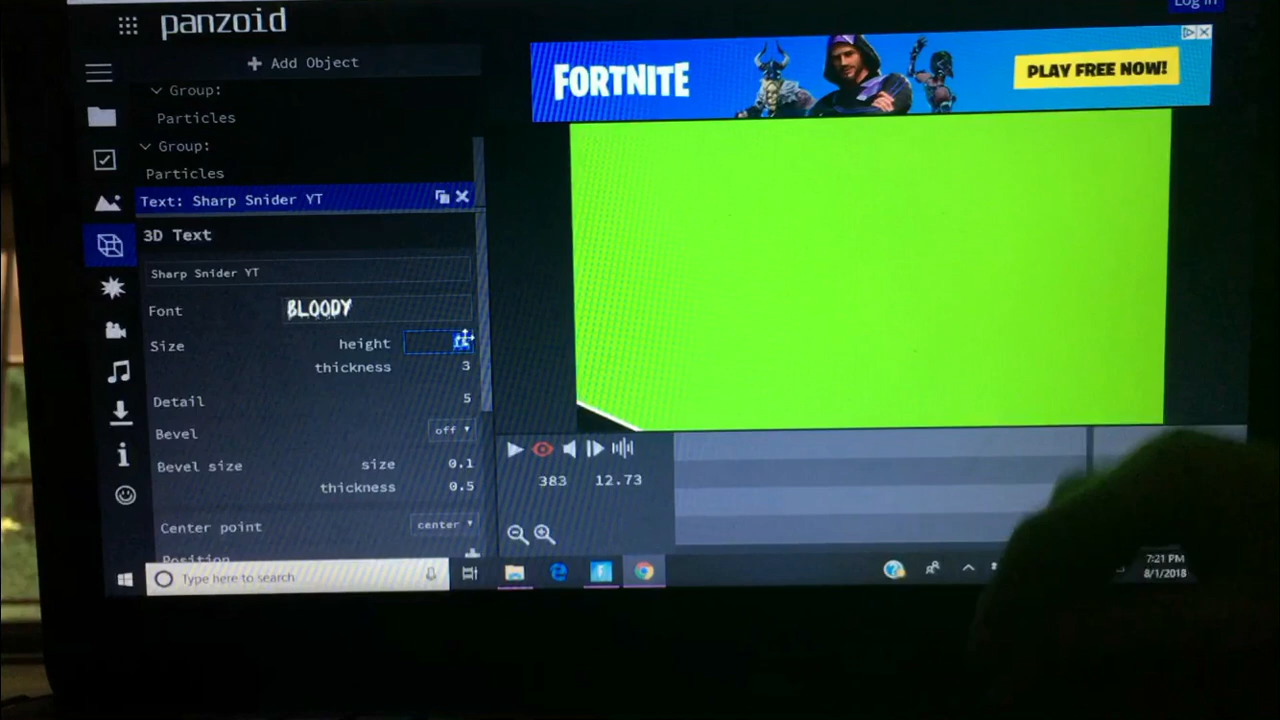 Log in
panzoid
+ Add Object
Group:
Particles
Group:
Particles
Text: Sharp Snider YT
3D Text
Sharp Snider YT
Font BLOODY
Size height
thickness 3
Detail 5
Bevel off
Bevel size size 0.1
thickness 0.5
Center point center
Position
FORTNITE
PLAY FREE NOW!
383 12.73
Type here to search
7:21 PM
8/1/2018